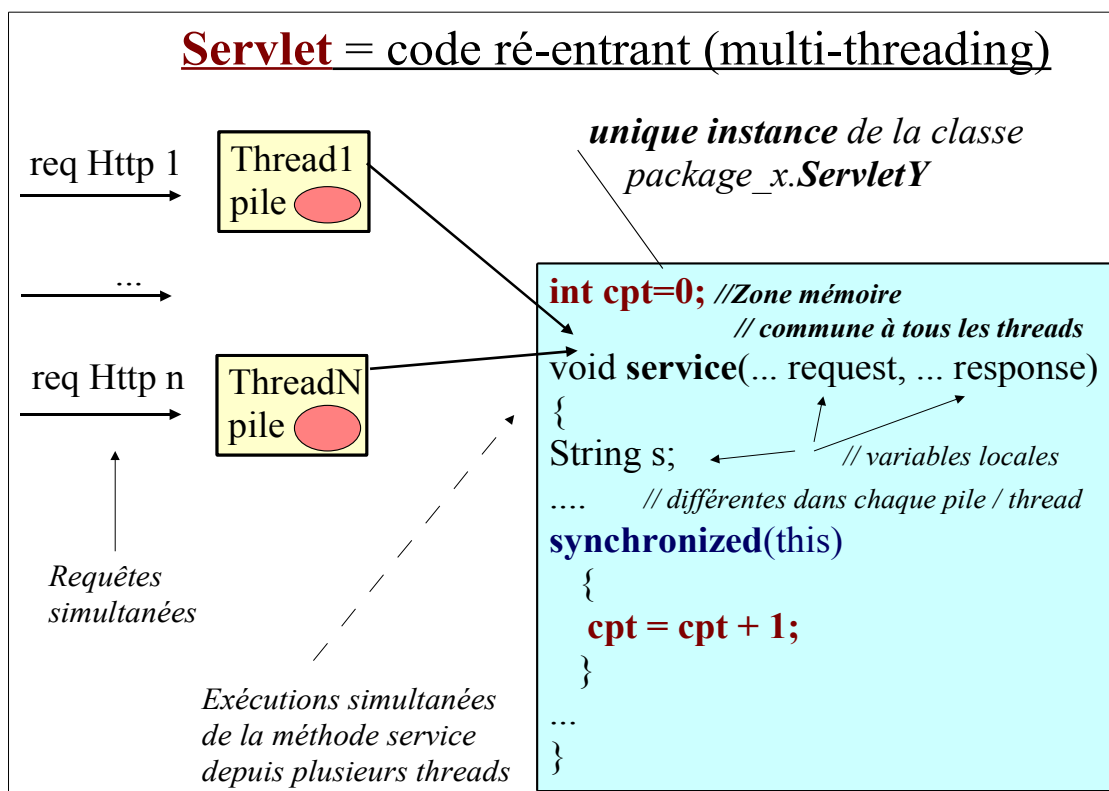 Servlet = code ré-entrant (multi-threading)
unique instance de la classe
package_x.ServletY
req Http 1
Thread1
pile
...
req Http n
ThreadN
pile
Requêtes
simultanées
Exécutions simultanées
de la méthode service
depuis plusieurs threads
int cpt=0; //Zone mémoire
// commune à tous les threads
void service(... request, ... response)
{
String s; // variables locales
.... // différentes dans chaque pile / thread
synchronized(this)
{
cpt = cpt + 1;
}
...
}